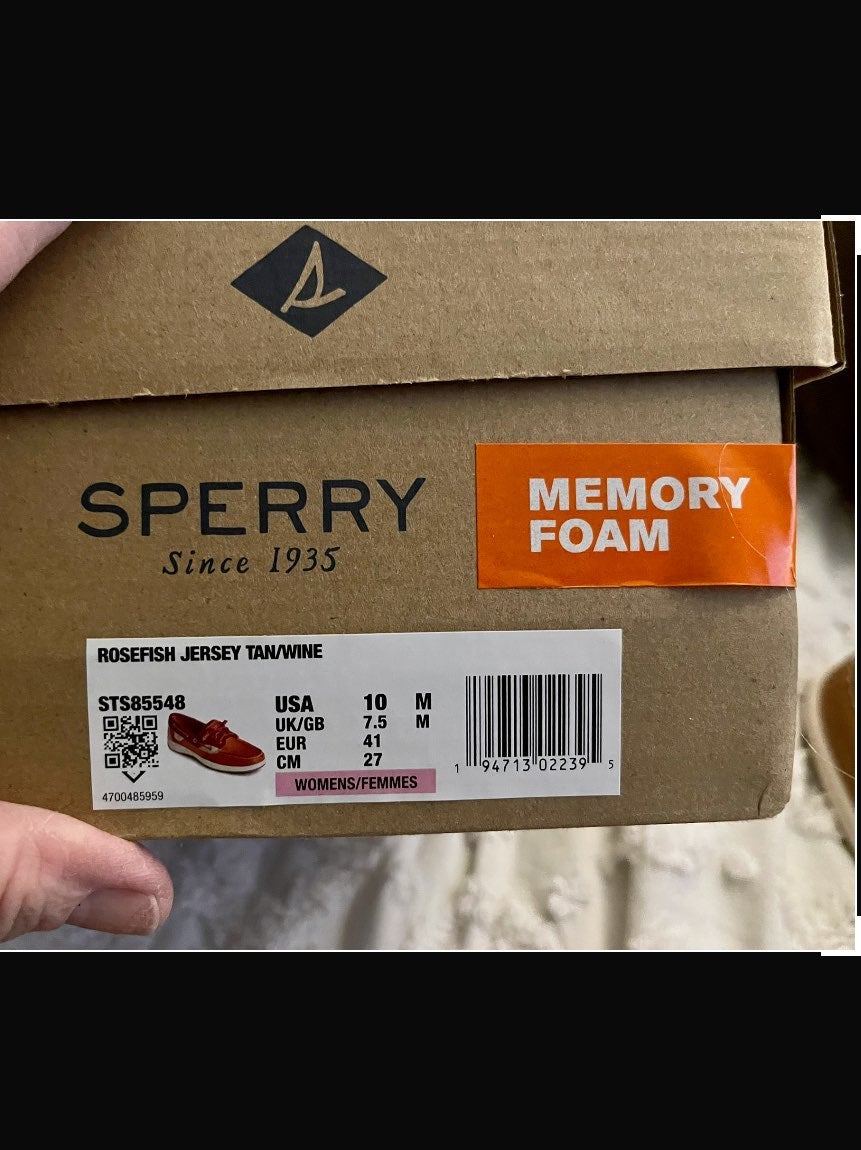 SPERRY
Since 1935
MEMORY
FOAM
ROSEFISH JERSEY TAN/WINE
STS85548
USA 10 M
UK/GB 7.5 M
EUR 41
CM 27
WOMENS/FEMMES
4700485959
1 94713 02239 5